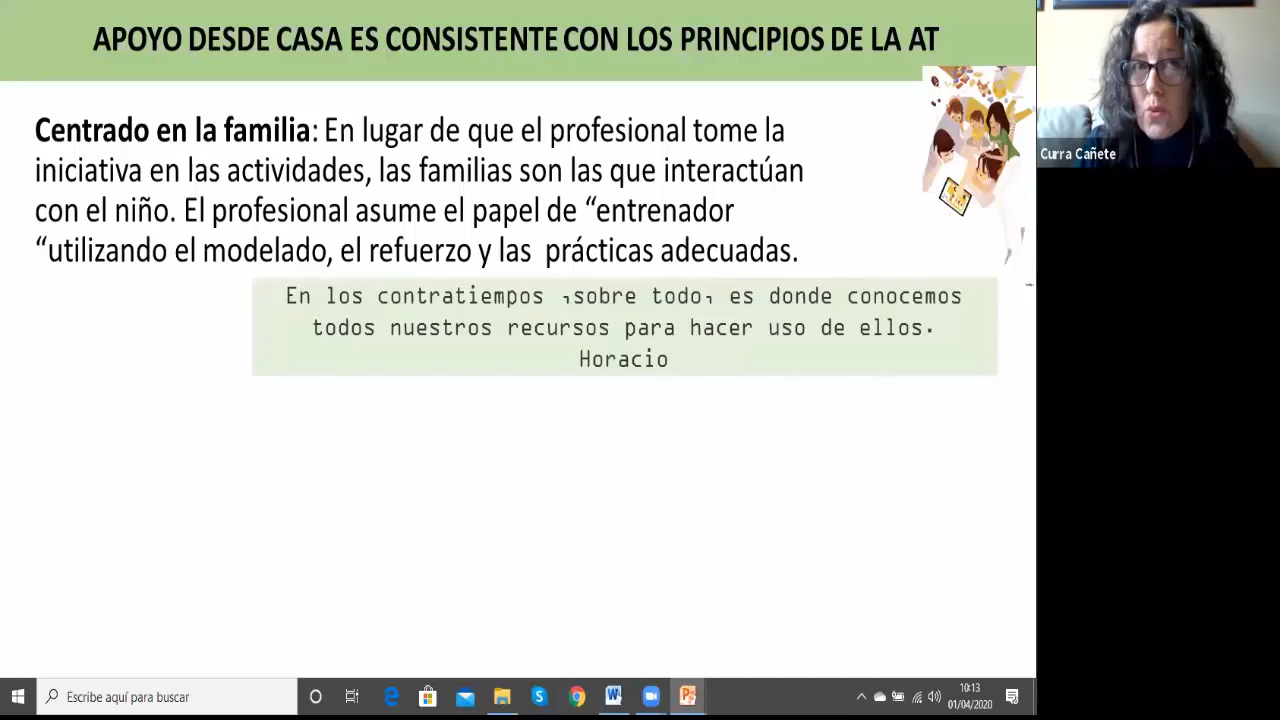 APOYO DESDE CASA ES CONSISTENTE CON LOS PRINCIPIOS DE LA AT
Centrado en la familia: En lugar de que el profesional tome la
iniciativa en las actividades, las familias son las que interactúan
con el niño. El profesional asume el papel de “entrenador
“utilizando el modelado, el refuerzo y las prácticas adecuadas.
En los contratiempos ,sobre todo, es donde conocemos
todos nuestros recursos para hacer uso de ellos.
Horacio
Curra Cañete
Escribe aquí para buscar
10:13
01/04/2020